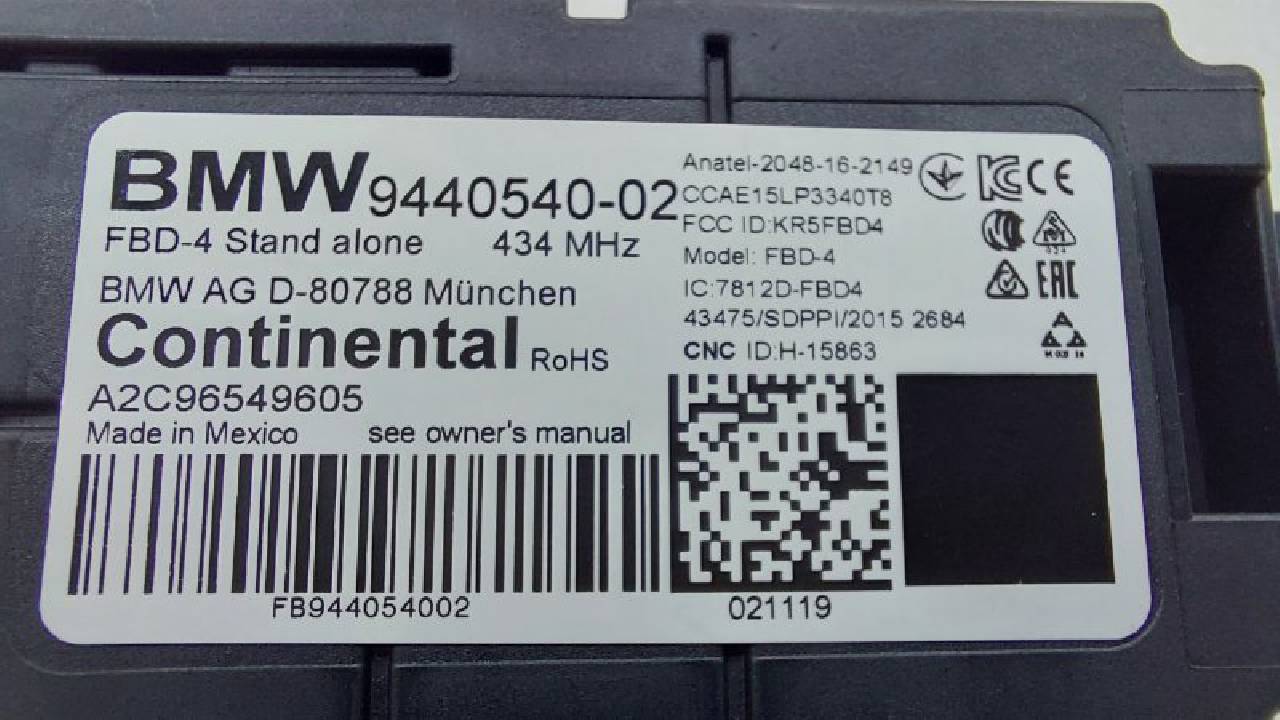 BMW 9440540-02
FBD-4 Stand alone 434 MHz
BMW AG D-80788 München
Continental RoHS
A2C96549605
Made in Mexico see owner's manual
FB944054002
Anatel-2048-16-2149
CCAE15LP3340T8
FCC ID:KR5FBD4
Model: FBD-4
IC:7812D-FBD4
43475/SDPPI/2015 2684
CNC ID:H-15863
CE
EAC
021119